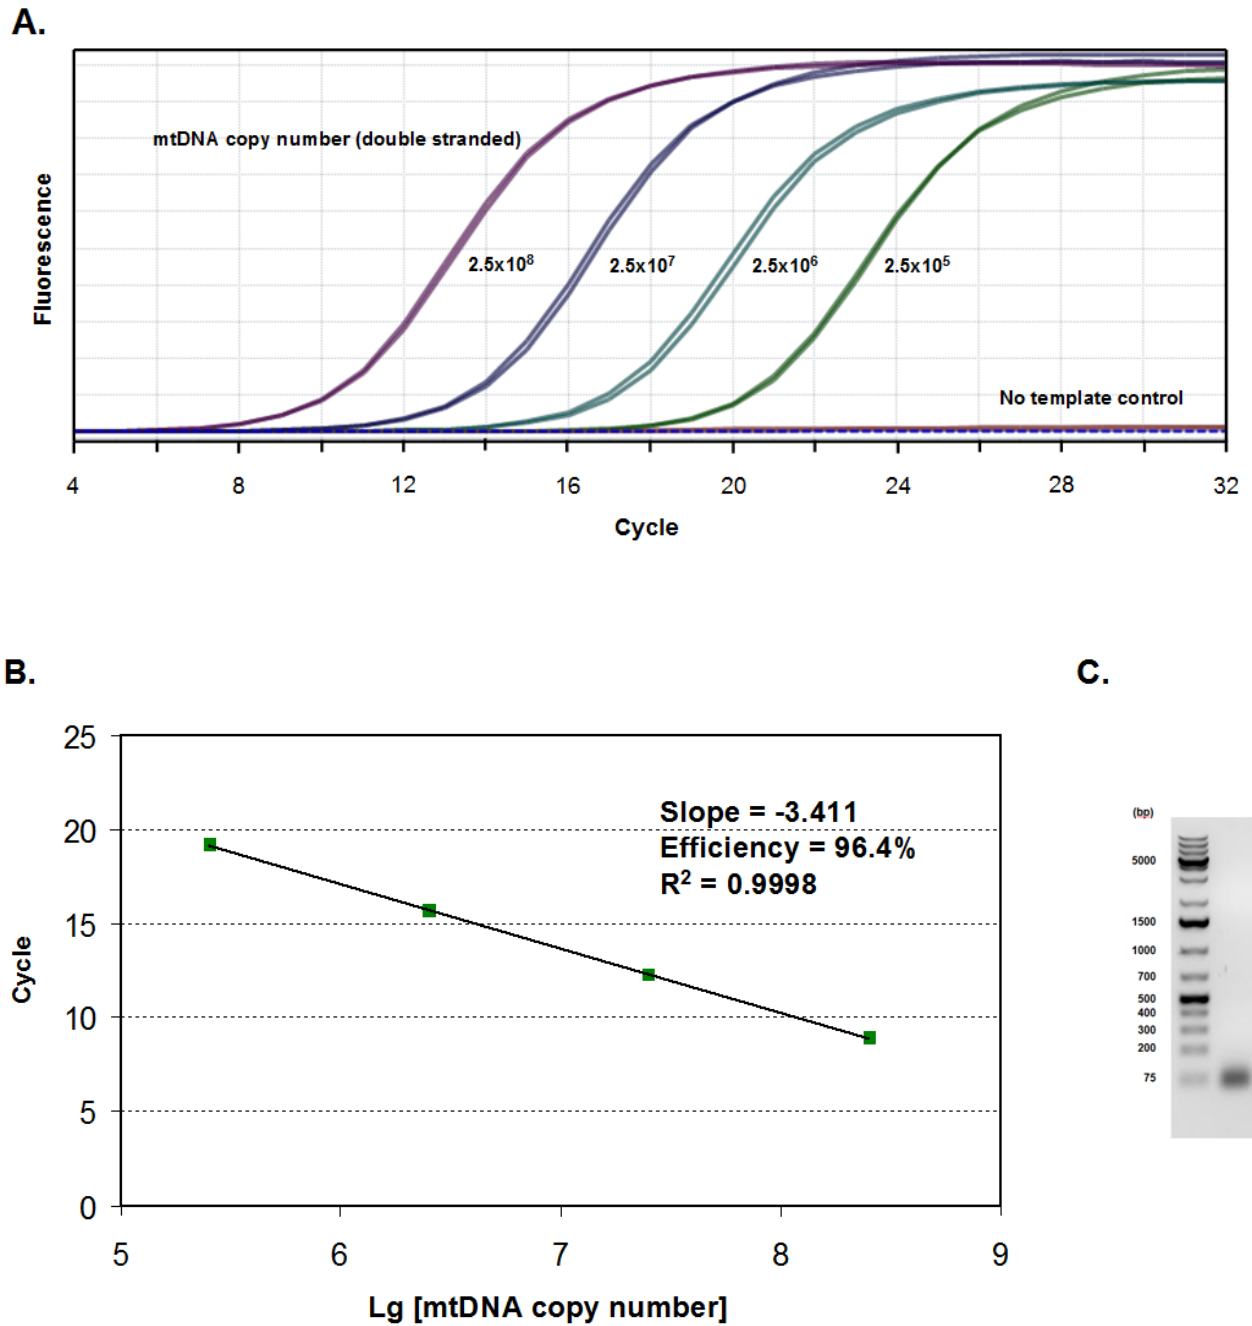 A.
mtDNA copy number (double stranded)
Fluorescence
2.5x10⁸
2.5x10⁷
2.5x10⁶
2.5x10⁵
No template control
4 8 12 16 20 24 28 32
Cycle
B.
25
20
15
10
5
0
Cycle
Slope = -3.411
Efficiency = 96.4%
R² = 0.9998
5 6 7 8 9
Lg [mtDNA copy number]
C.
(bp)
5000
1500
1000
700
500
400
300
200
75